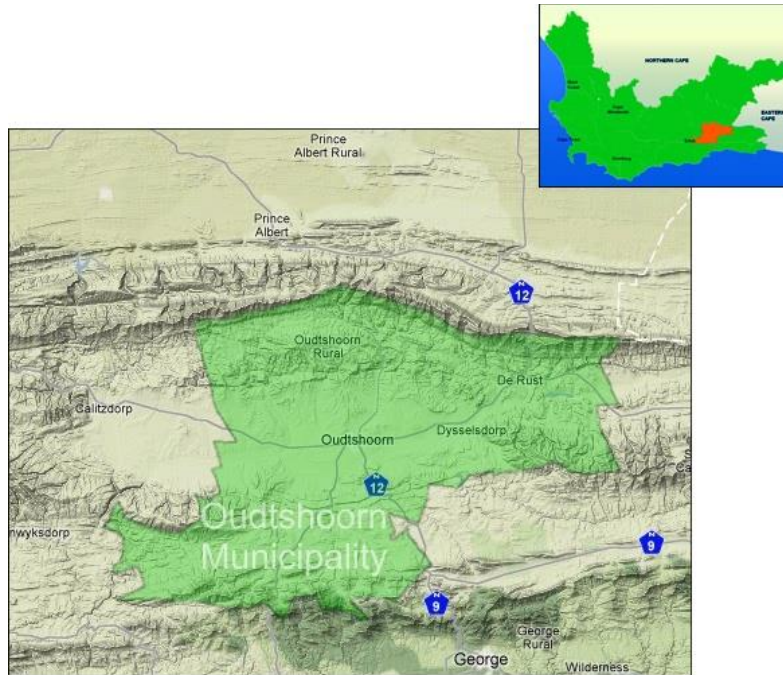 NORTHERN CAPE
EASTERN
CAPE
Prince
Albert Rural
Prince
Albert
N
12
Oudtshoorn
Rural
De Rust
Calitzdorp
Oudtshoorn
Dysselsdorp
N
12
Oudtshoorn
Municipality
nwyksdorp
N
9
N
9
George
Rural
George
Wilderness